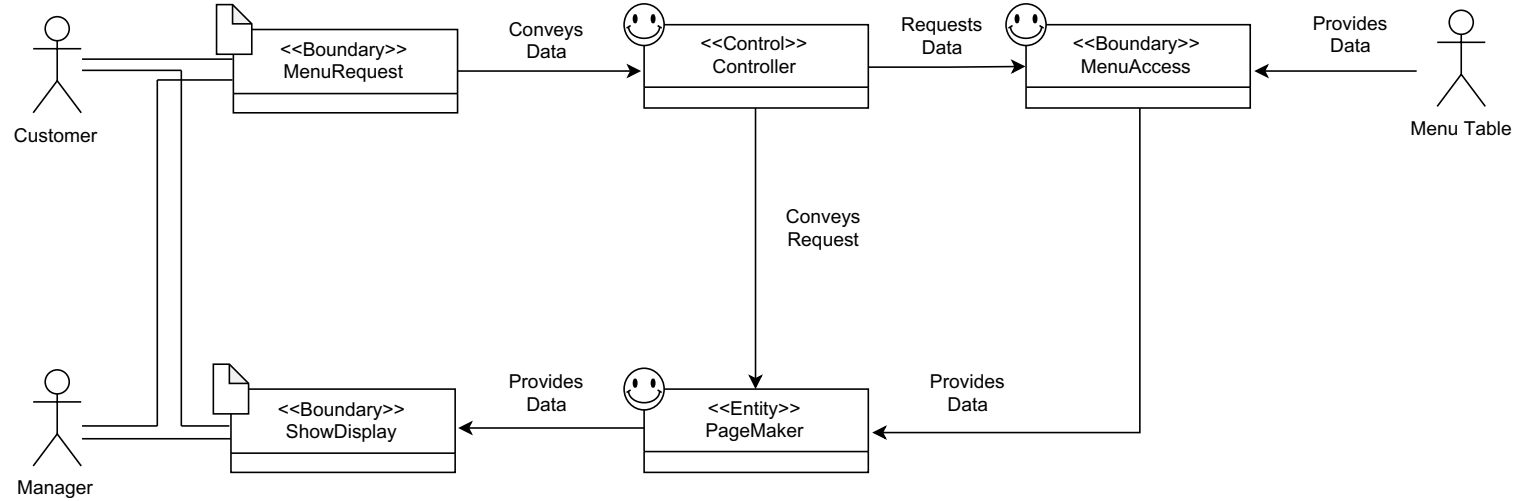 <<Boundary>>
MenuRequest
Conveys
Data
<<Control>>
Controller
Requests
Data
<<Boundary>>
MenuAccess
Provides
Data
Customer
Menu Table
Conveys
Request
<<Boundary>>
ShowDisplay
Provides
Data
<<Entity>>
PageMaker
Provides
Data
Manager